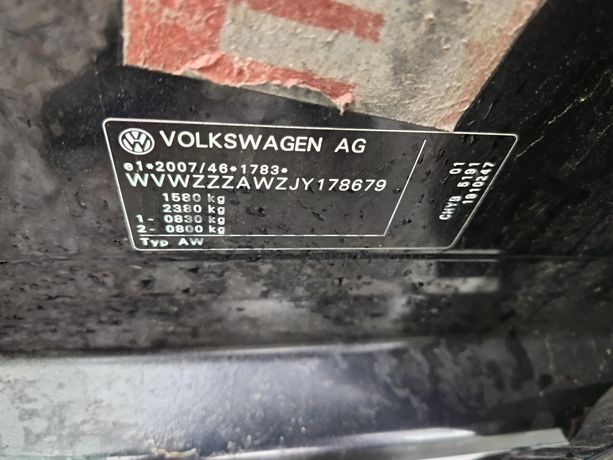 VOLKSWAGEN AG
e1*2007/46*1783*
WVWZZZAWZJY178679
1580 kg
2380 kg
1- 0830 kg
2- 0800 kg
Typ AW
01
CHYB 5191
1910247